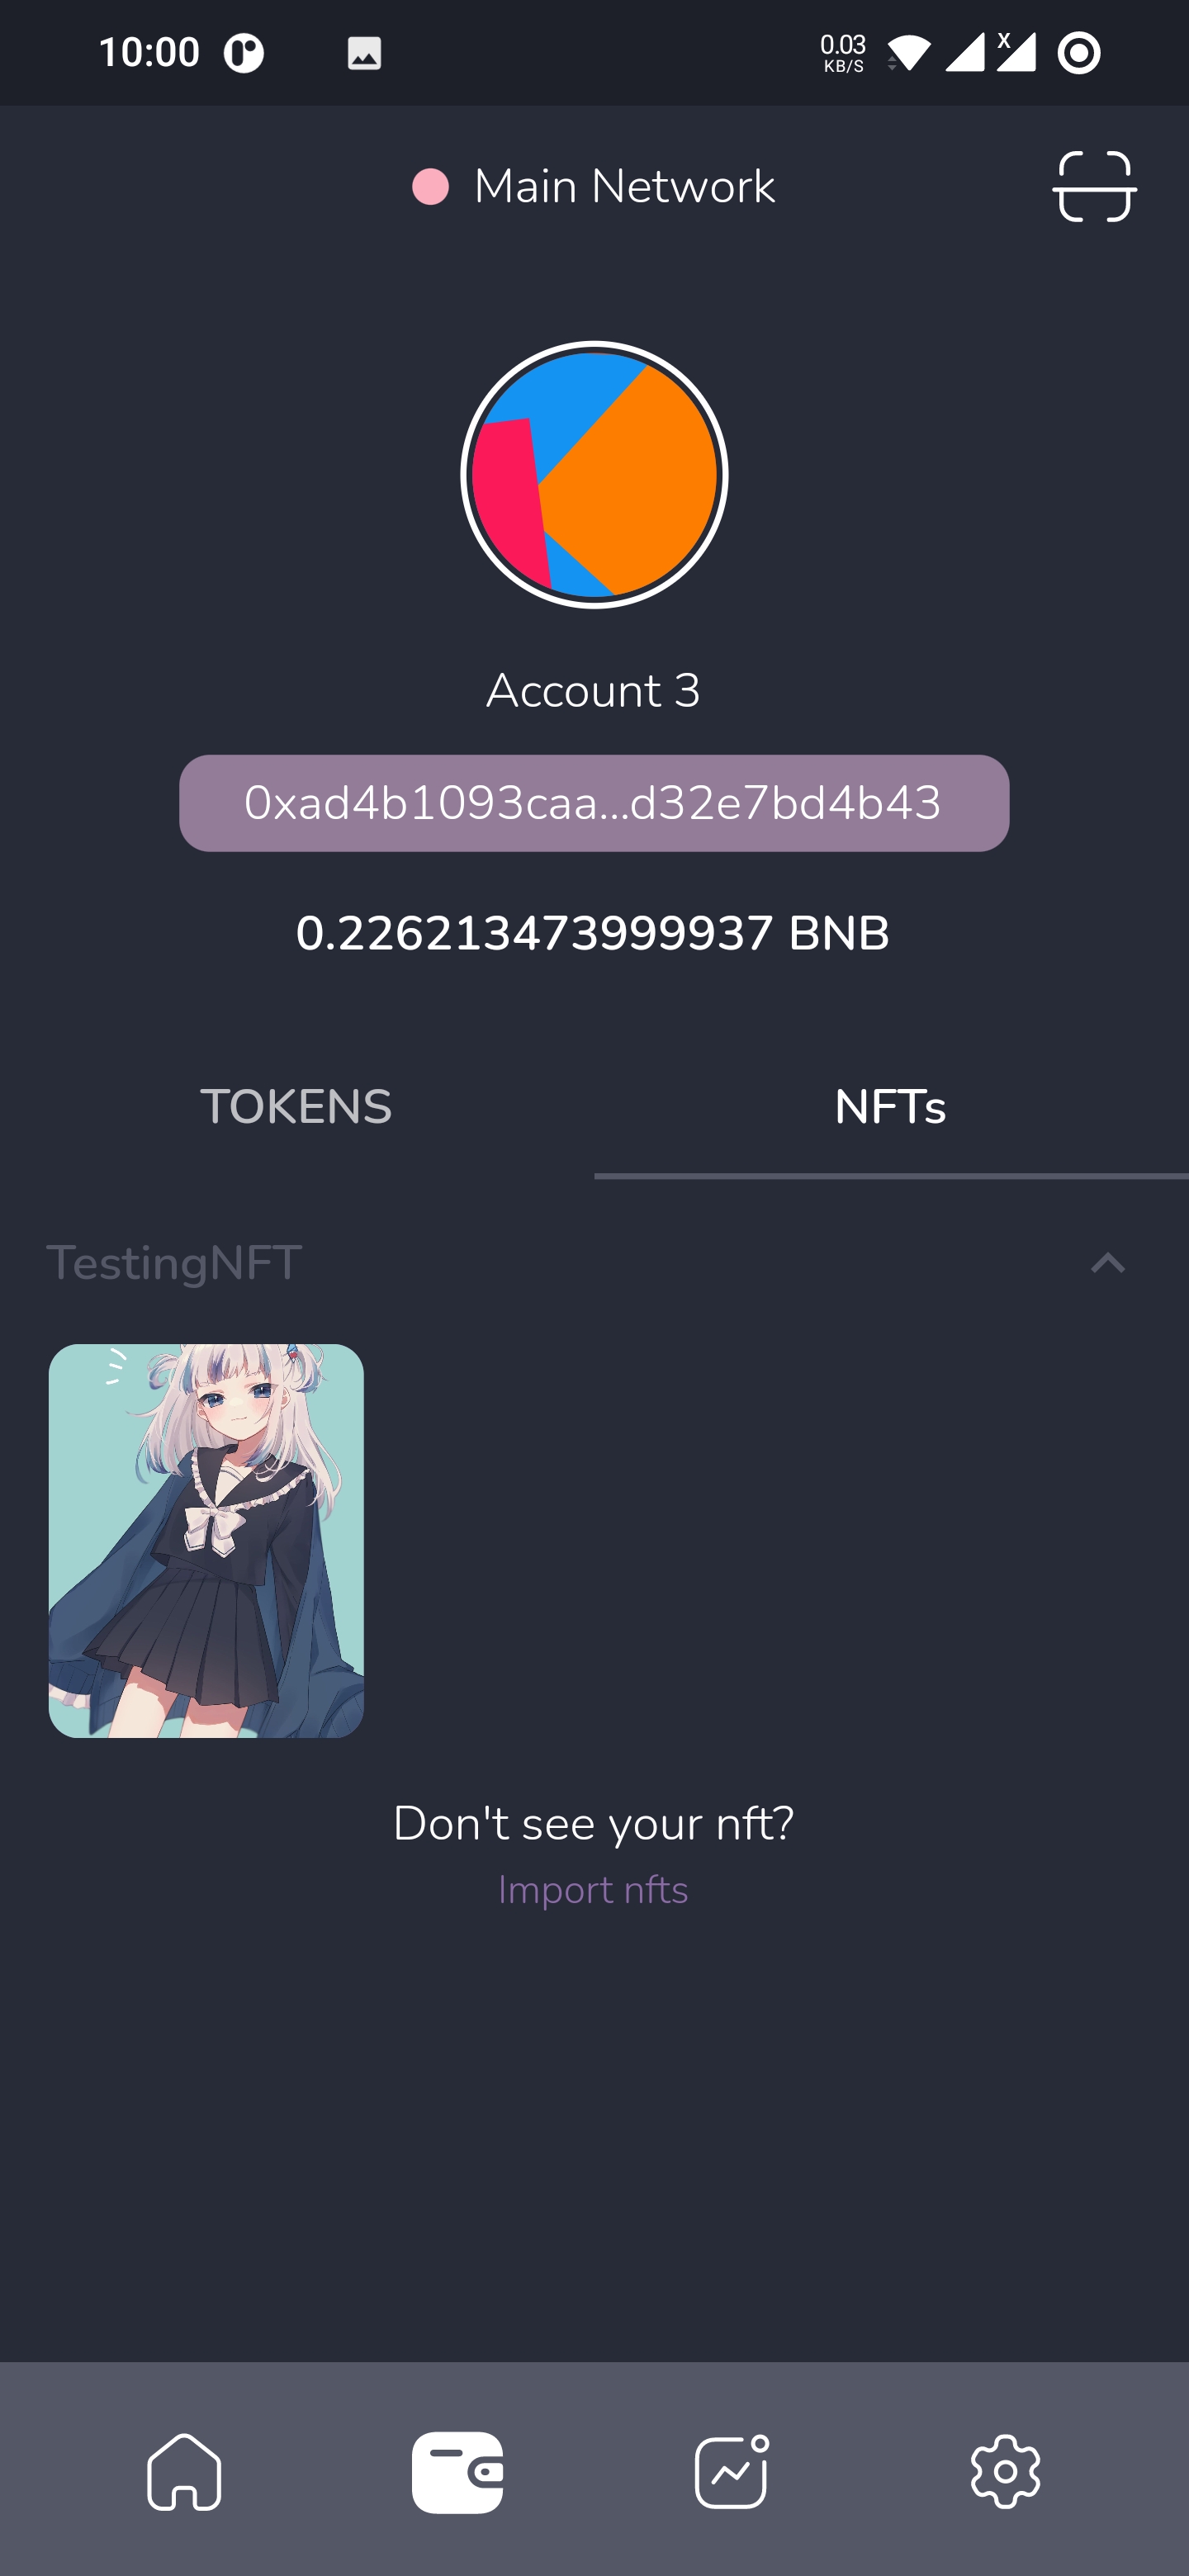 10:00
0.03
KB/S
X
Main Network
Account 3
0xad4b1093caa...d32e7bd4b43
0.226213473999937 BNB
TOKENS
NFTs
TestingNFT
Don't see your nft?
Import nfts